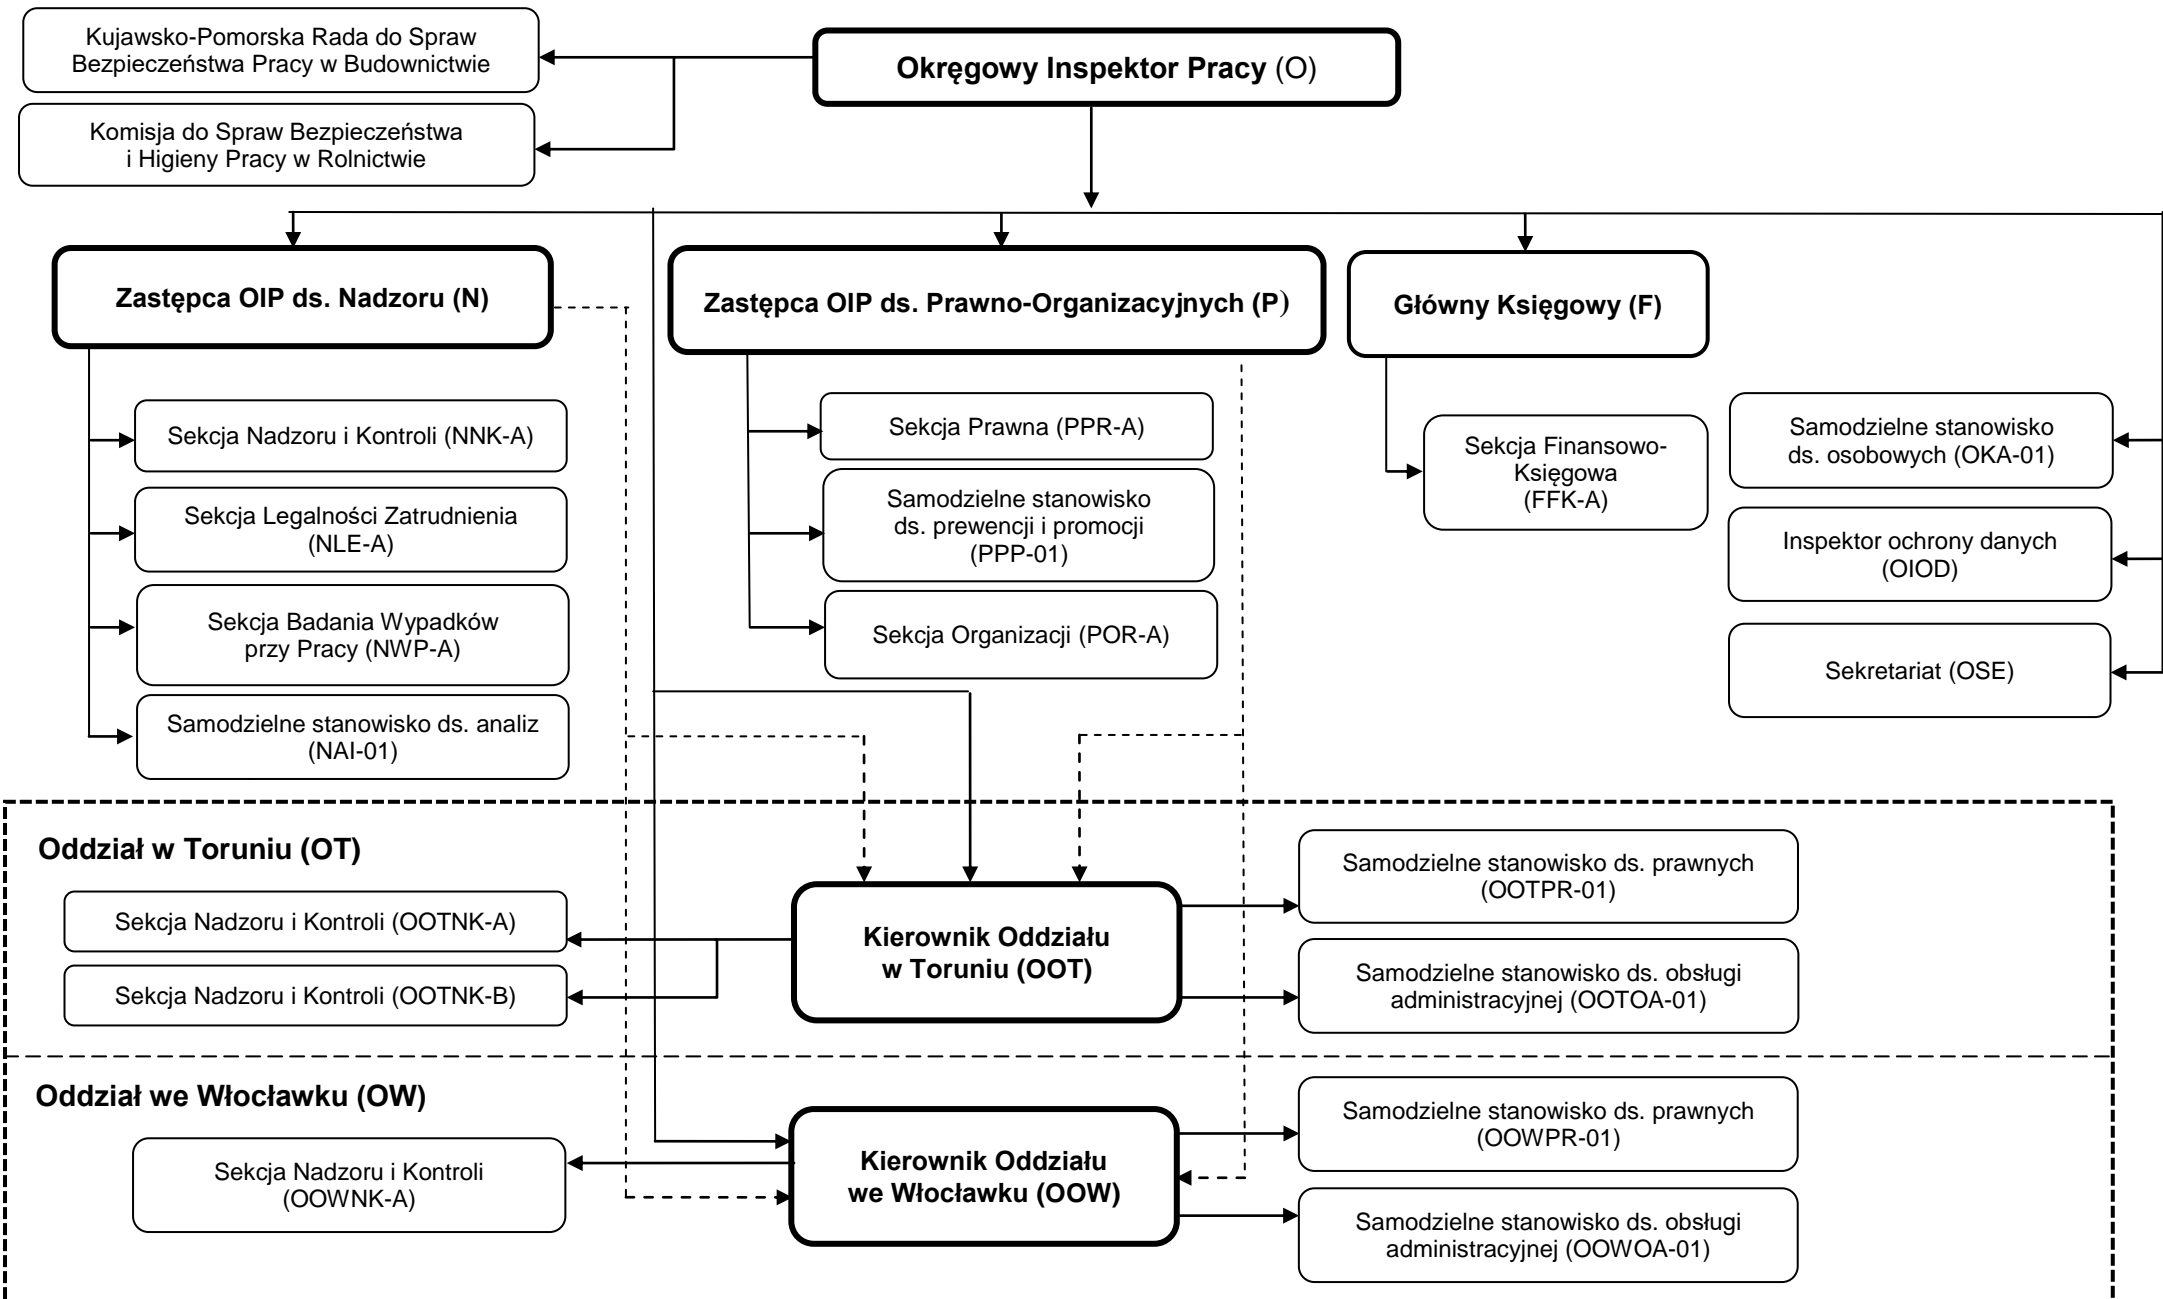 Kujawsko-Pomorska Rada do Spraw
Bezpieczeństwa Pracy w Budownictwie
Okręgowy Inspektor Pracy (O)
Komisja do Spraw Bezpieczeństwa
i Higieny Pracy w Rolnictwie
Zastępca OIP ds. Nadzoru (N)
Zastępca OIP ds. Prawno-Organizacyjnych (P)
Główny Księgowy (F)
Sekcja Nadzoru i Kontroli (NNK-A)
Sekcja Legalności Zatrudnienia
(NLE-A)
Sekcja Badania Wypadków
przy Pracy (NWP-A)
Samodzielne stanowisko ds. analiz
(NAI-01)
Sekcja Prawna (PPR-A)
Samodzielne stanowisko
ds. prewencji i promocji
(PPP-01)
Sekcja Organizacji (POR-A)
Sekcja Finansowo-
Księgowa
(FFK-A)
Samodzielne stanowisko
ds. osobowych (OKA-01)
Inspektor ochrony danych
(OIOD)
Sekretariat (OSE)
Oddział w Toruniu (OT)
Sekcja Nadzoru i Kontroli (OOTNK-A)
Sekcja Nadzoru i Kontroli (OOTNK-B)
Kierownik Oddziału
w Toruniu (OOT)
Samodzielne stanowisko ds. prawnych
(OOTPR-01)
Samodzielne stanowisko ds. obsługi
administracyjnej (OOTOA-01)
Oddział we Włocławku (OW)
Sekcja Nadzoru i Kontroli
(OOWNK-A)
Kierownik Oddziału
we Włocławku (OOW)
Samodzielne stanowisko ds. prawnych
(OOWPR-01)
Samodzielne stanowisko ds. obsługi
administracyjnej (OOWOA-01)